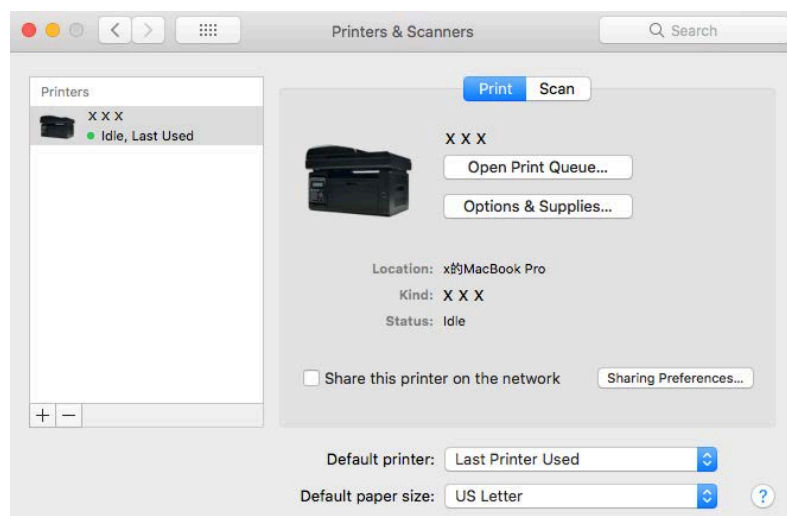 Printers & Scanners
Search
Printers
X X X
Idle, Last Used
Print
Scan
X X X
Open Print Queue...
Options & Supplies...
Location: x的MacBook Pro
Kind: X X X
Status: Idle
Share this printer on the network
Sharing Preferences...
+ −
Default printer: Last Printer Used
Default paper size: US Letter
?